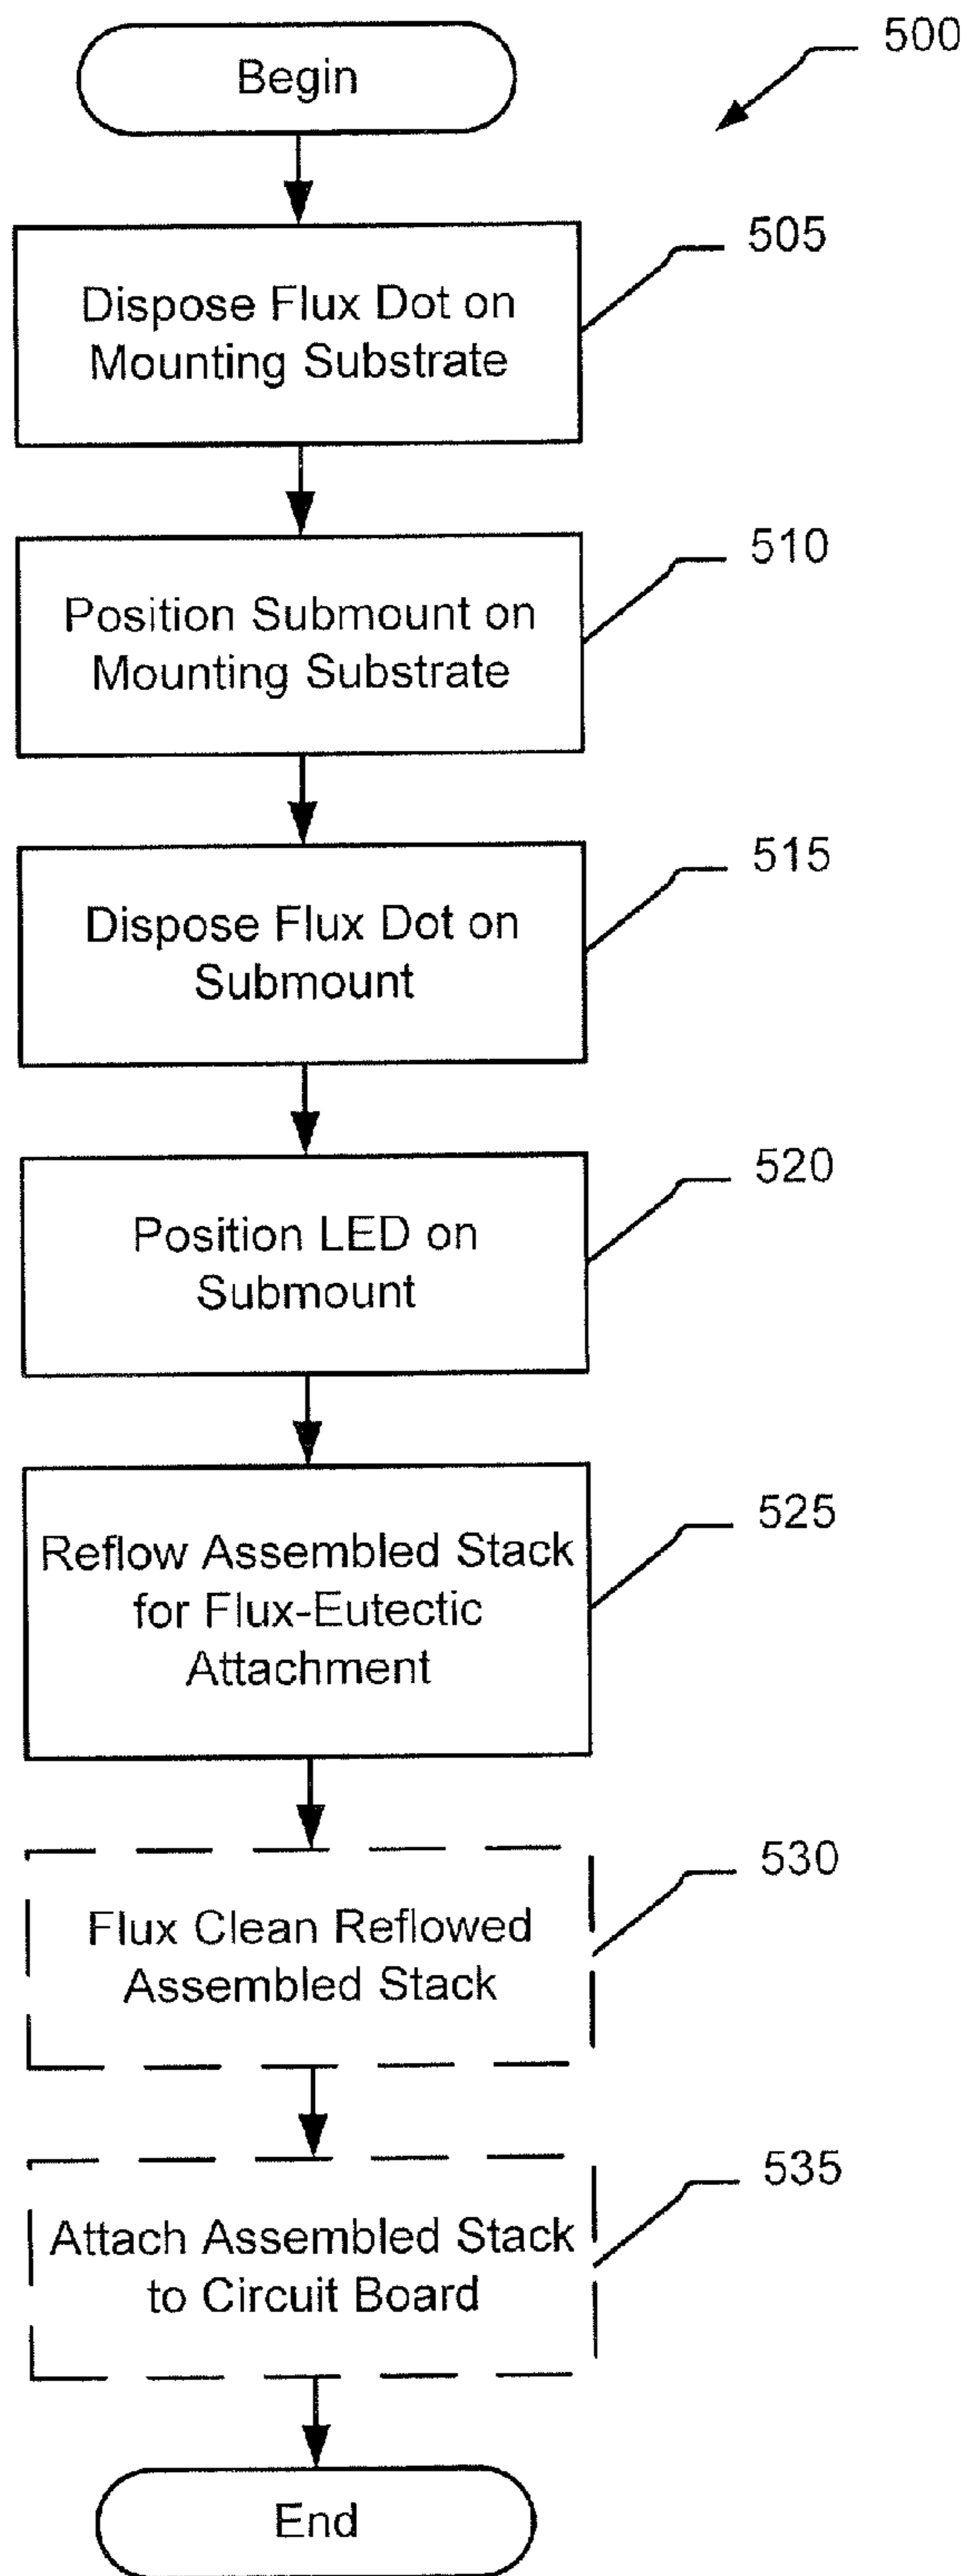 500
Begin
505
Dispose Flux Dot on
Mounting Substrate
510
Position Submount on
Mounting Substrate
515
Dispose Flux Dot on
Submount
520
Position LED on
Submount
525
Reflow Assembled Stack
for Flux-Eutectic
Attachment
530
Flux Clean Reflowed
Assembled Stack
535
Attach Assembled Stack
to Circuit Board
End